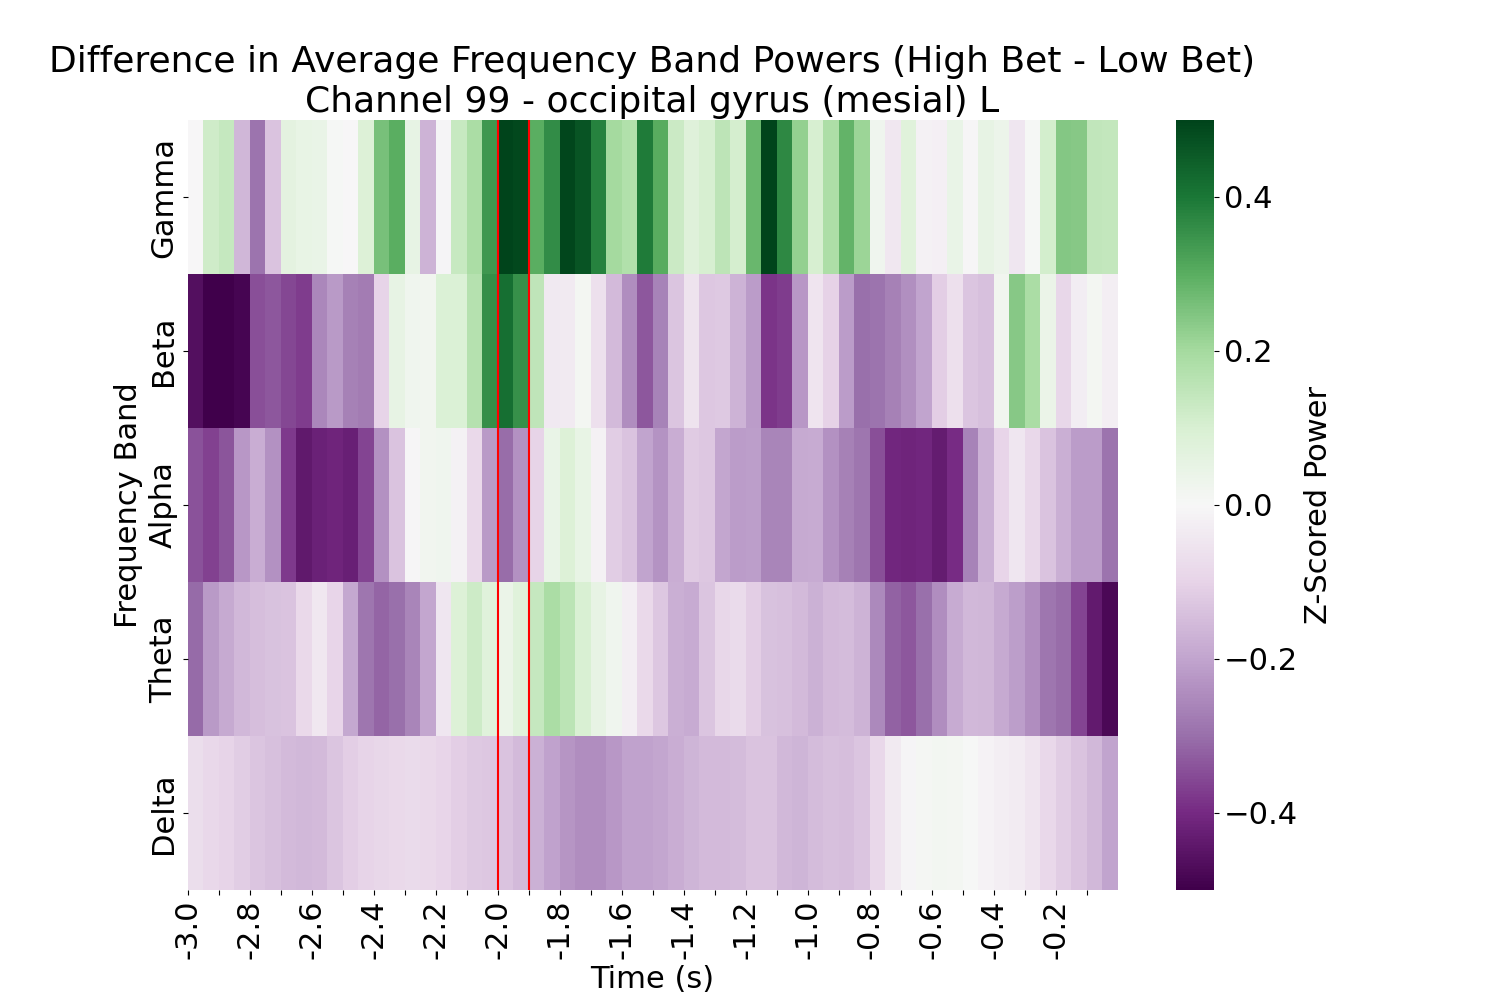 Difference in Average Frequency Band Powers (High Bet - Low Bet)
Channel 99 - occipital gyrus (mesial) L
Frequency Band
Gamma
Beta
Alpha
Theta
Delta
-3.0 -2.8 -2.6 -2.4 -2.2 -2.0 -1.8 -1.6 -1.4 -1.2 -1.0 -0.8 -0.6 -0.4 -0.2
Time (s)
0.4
0.2
0.0
−0.2
−0.4
Z-Scored Power